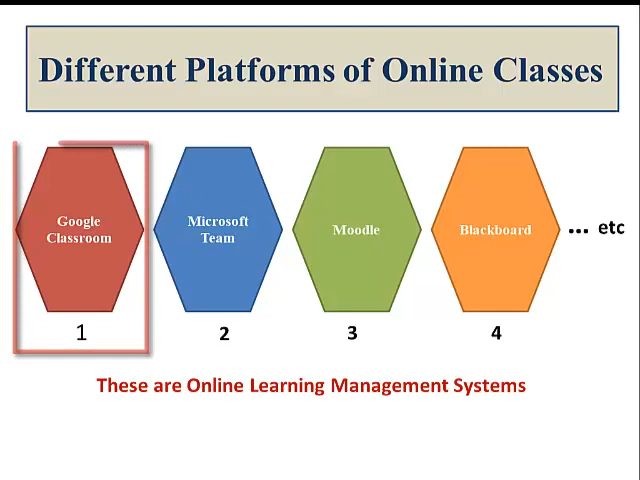 Different Platforms of Online Classes
Google
Classroom
Microsoft
Team
Moodle
Blackboard
... etc
1
2
3
4
These are Online Learning Management Systems